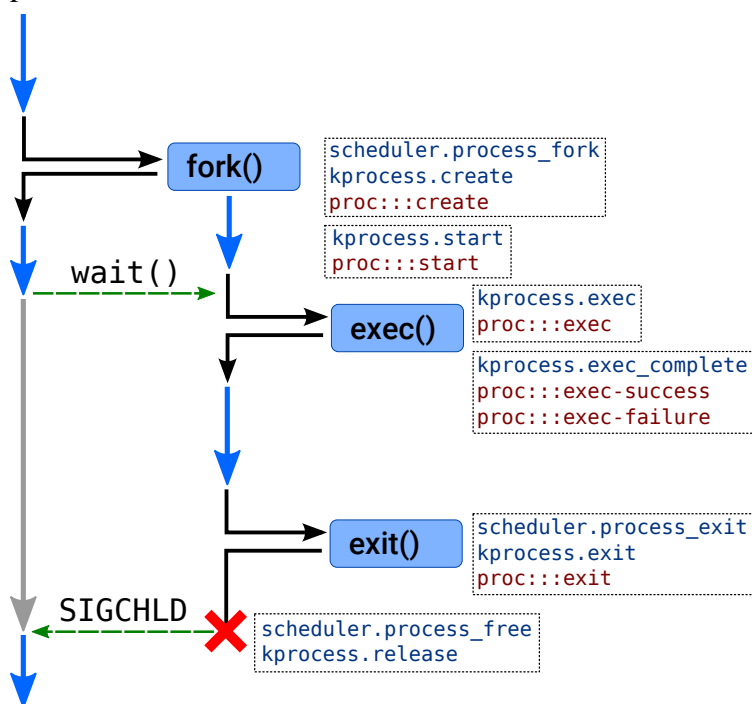 fork()
scheduler.process_fork
kprocess.create
proc:::create
kprocess.start
proc:::start
wait()
exec()
kprocess.exec
proc:::exec
kprocess.exec_complete
proc:::exec-success
proc:::exec-failure
exit()
scheduler.process_exit
kprocess.exit
proc:::exit
SIGCHLD
scheduler.process_free
kprocess.release